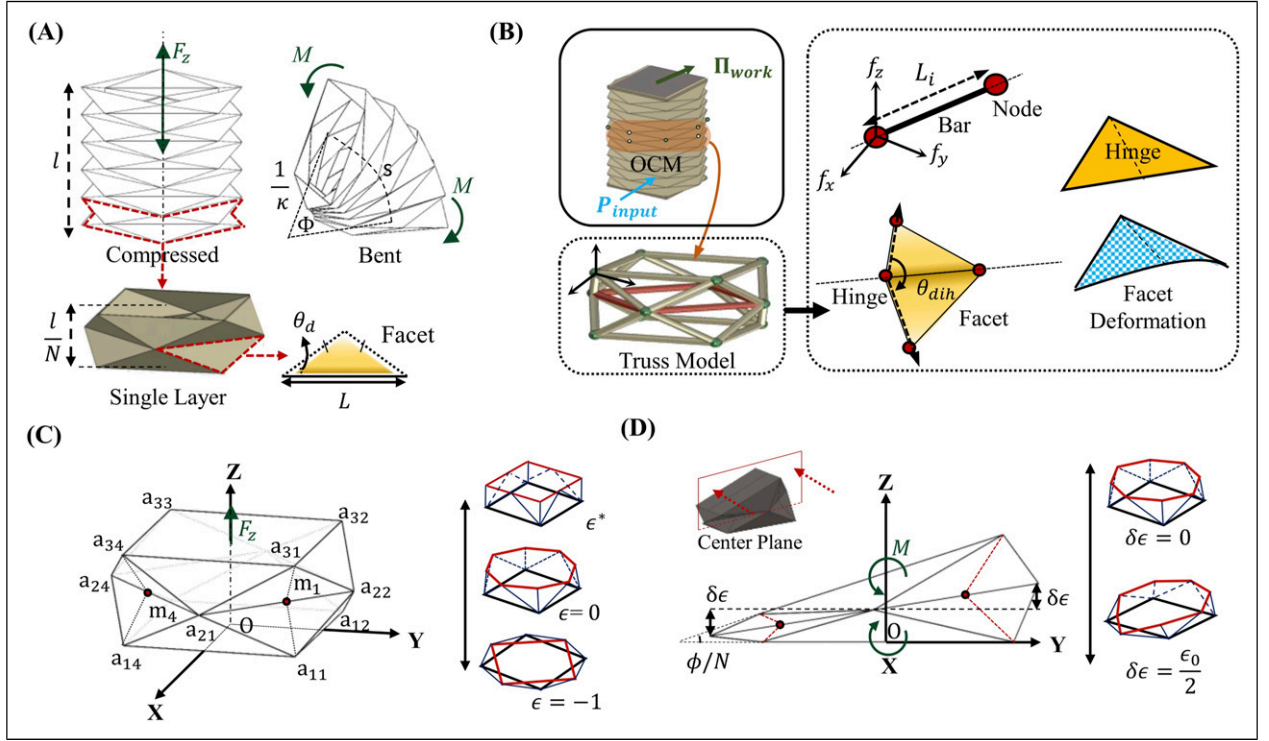 (A)
F_z
l
Compressed
M
1/κ
s
Φ
M
Bent
l/N
Single Layer
θ_d
Facet
L
(B)
Π_work
OCM
P_input
Truss Model
f_z
L_i
Node
Bar
f_y
f_x
Hinge
Hinge
θ_dih
Facet
Facet
Deformation
(C)
Z
a_33
F_z
a_32
a_34
a_31
a_24
m_1
a_22
m_4
a_21
O
a_12
Y
a_14
a_11
X
ϵ*
ϵ=0
ϵ = −1
(D)
Center Plane
Z
M
δϵ
δϵ
O
ϕ/N
X
Y
δϵ = 0
δϵ = ϵ_0/2